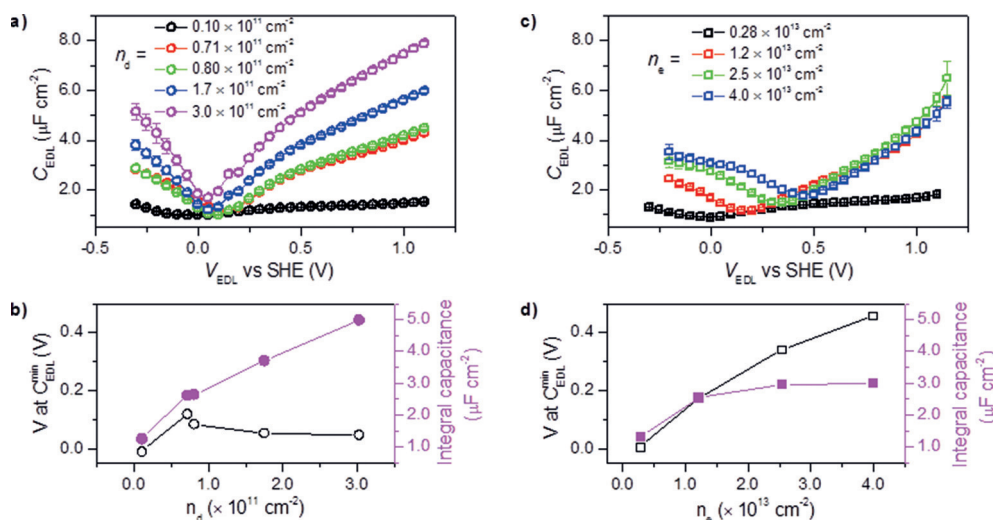 a)
n_d =
0.10 × 10¹¹ cm⁻²
0.71 × 10¹¹ cm⁻²
0.80 × 10¹¹ cm⁻²
1.7 × 10¹¹ cm⁻²
3.0 × 10¹¹ cm⁻²
8.0
6.0
4.0
2.0
C_EDL (μF cm⁻²)
-0.5 0.0 0.5 1.0
V_EDL vs SHE (V)
c)
n_e =
0.28 × 10¹³ cm⁻²
1.2 × 10¹³ cm⁻²
2.5 × 10¹³ cm⁻²
4.0 × 10¹³ cm⁻²
8.0
6.0
4.0
2.0
C_EDL (μF cm⁻²)
-0.5 0.0 0.5 1.0
V_EDL vs SHE (V)
b)
0.4
0.2
0.0
V at C_EDL^min (V)
5.0
4.0
3.0
2.0
1.0
Integral capacitance
(μF cm⁻²)
0.0 1.0 2.0 3.0
n_d (× 10¹¹ cm⁻²)
d)
0.4
0.2
0.0
V at C_EDL^min (V)
5.0
4.0
3.0
2.0
1.0
Integral capacitance
(μF cm⁻²)
0.0 1.0 2.0 3.0 4.0
n_e (× 10¹³ cm⁻²)